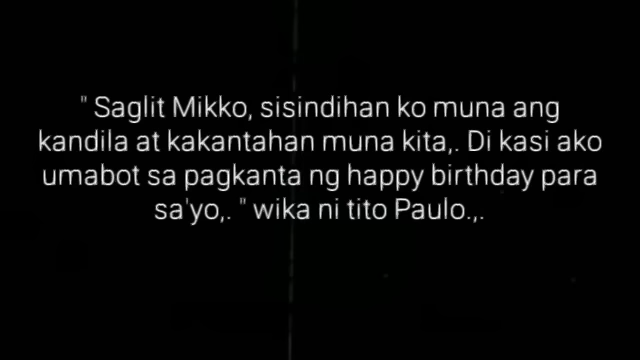 " Saglit Mikko, sisindihan ko muna ang
kandila at kakantahan muna kita,. Di kasi ako
umabot sa pagkanta ng happy birthday para
sa'yo,. " wika ni tito Paulo.,.